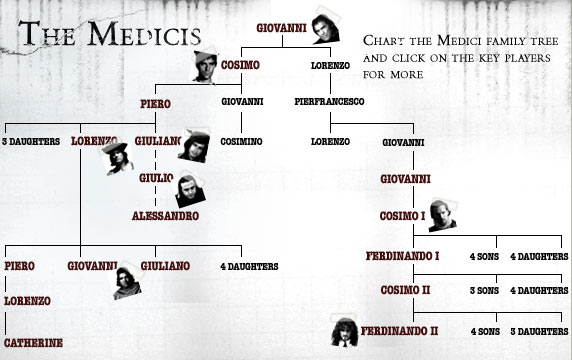 The Medicis
Chart the Medici family tree
and click on the key players
for more
GIOVANNI
COSIMO LORENZO
PIERO GIOVANNI PIERFRANCESCO
3 DAUGHTERS LORENZO GIULIANO COSIMINO LORENZO GIOVANNI
GIULIO GIOVANNI
ALESSANDRO COSIMO I
FERDINANDO I 4 SONS 4 DAUGHTERS
PIERO GIOVANNI GIULIANO 4 DAUGHTERS
COSIMO II 3 SONS 4 DAUGHTERS
LORENZO
FERDINANDO II 4 SONS 3 DAUGHTERS
CATHERINE